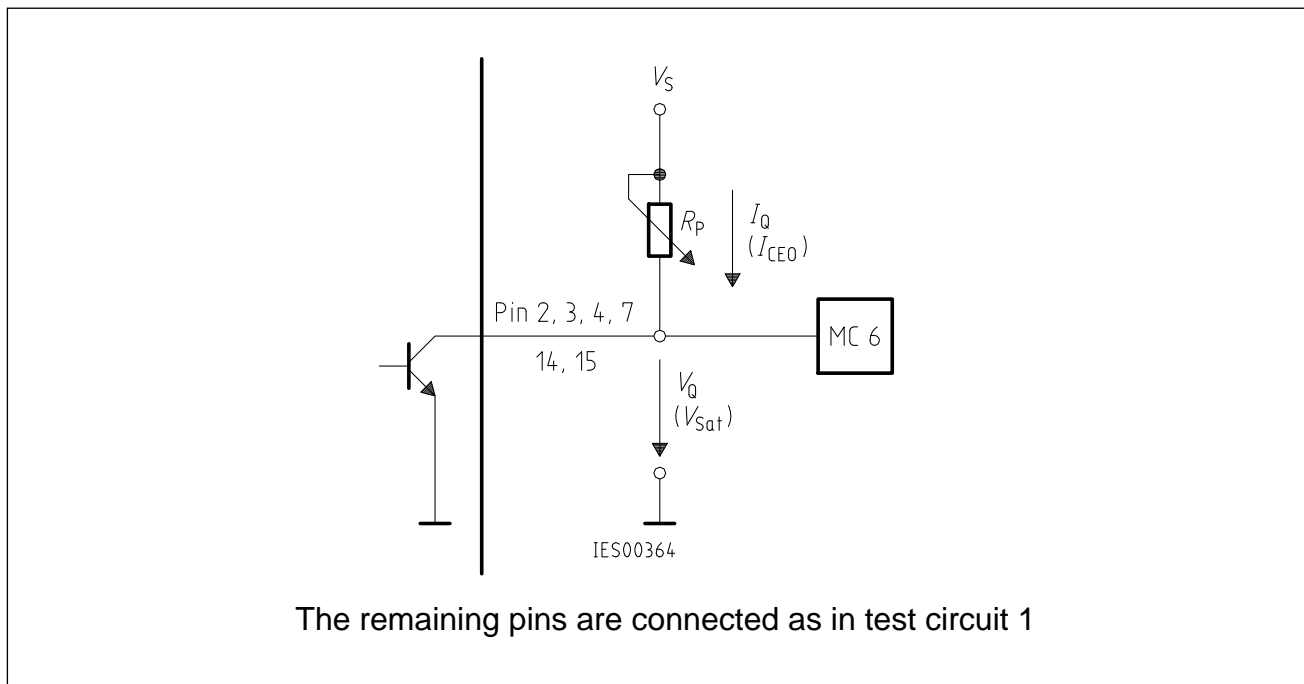 V_S
R_P
I_Q
(I_CEO)
Pin 2, 3, 4, 7
14, 15
MC 6
V_Q
(V_Sat)
IES00364
The remaining pins are connected as in test circuit 1